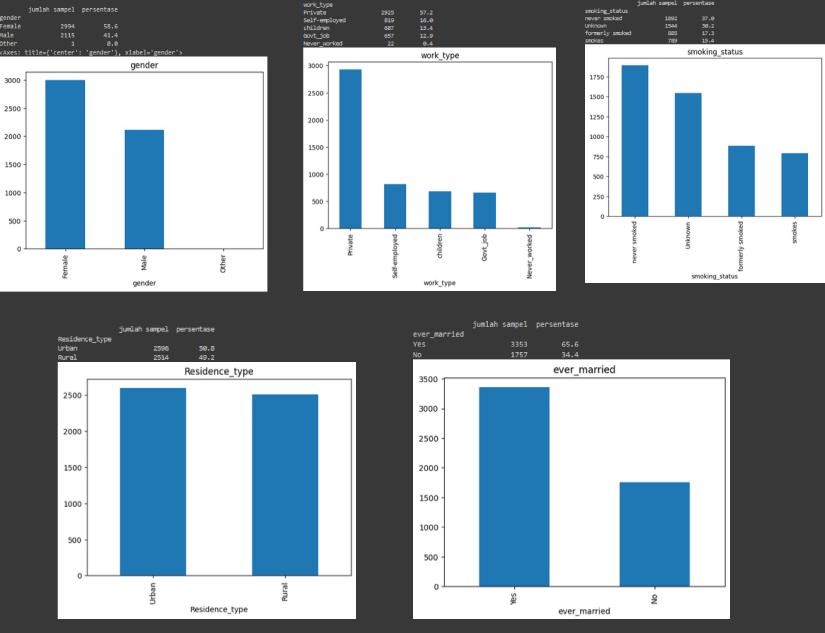 jumlah sampel persentase
gender
Female 2994 58.6
Male 2115 41.4
Other 1 0.0
<Axes: title={'center': 'gender'}, xlabel='gender'>
gender
3000
2500
2000
1500
1000
500
0
Female
Male
Other
gender
work_type
Private 2925 57.2
Self-employed 819 16.0
children 687 13.4
Govt_job 657 12.9
Never_worked 22 0.4
work_type
3000
2500
2000
1500
1000
500
0
Private
Self-employed
children
Govt_job
Never_worked
work_type
jumlah sampel persentase
smoking_status
never smoked 1892 37.0
Unknown 1544 30.2
formerly smoked 885 17.3
smokes 789 15.4
smoking_status
1750
1500
1250
1000
750
500
250
0
never smoked
Unknown
formerly smoked
smokes
smoking_status
jumlah sampel persentase
Residence_type
Urban 2596 50.8
Rural 2514 49.2
Residence_type
2500
2000
1500
1000
500
0
Urban
Rural
Residence_type
jumlah sampel persentase
ever_married
Yes 3353 65.6
No 1757 34.4
ever_married
3500
3000
2500
2000
1500
1000
500
0
Yes
No
ever_married